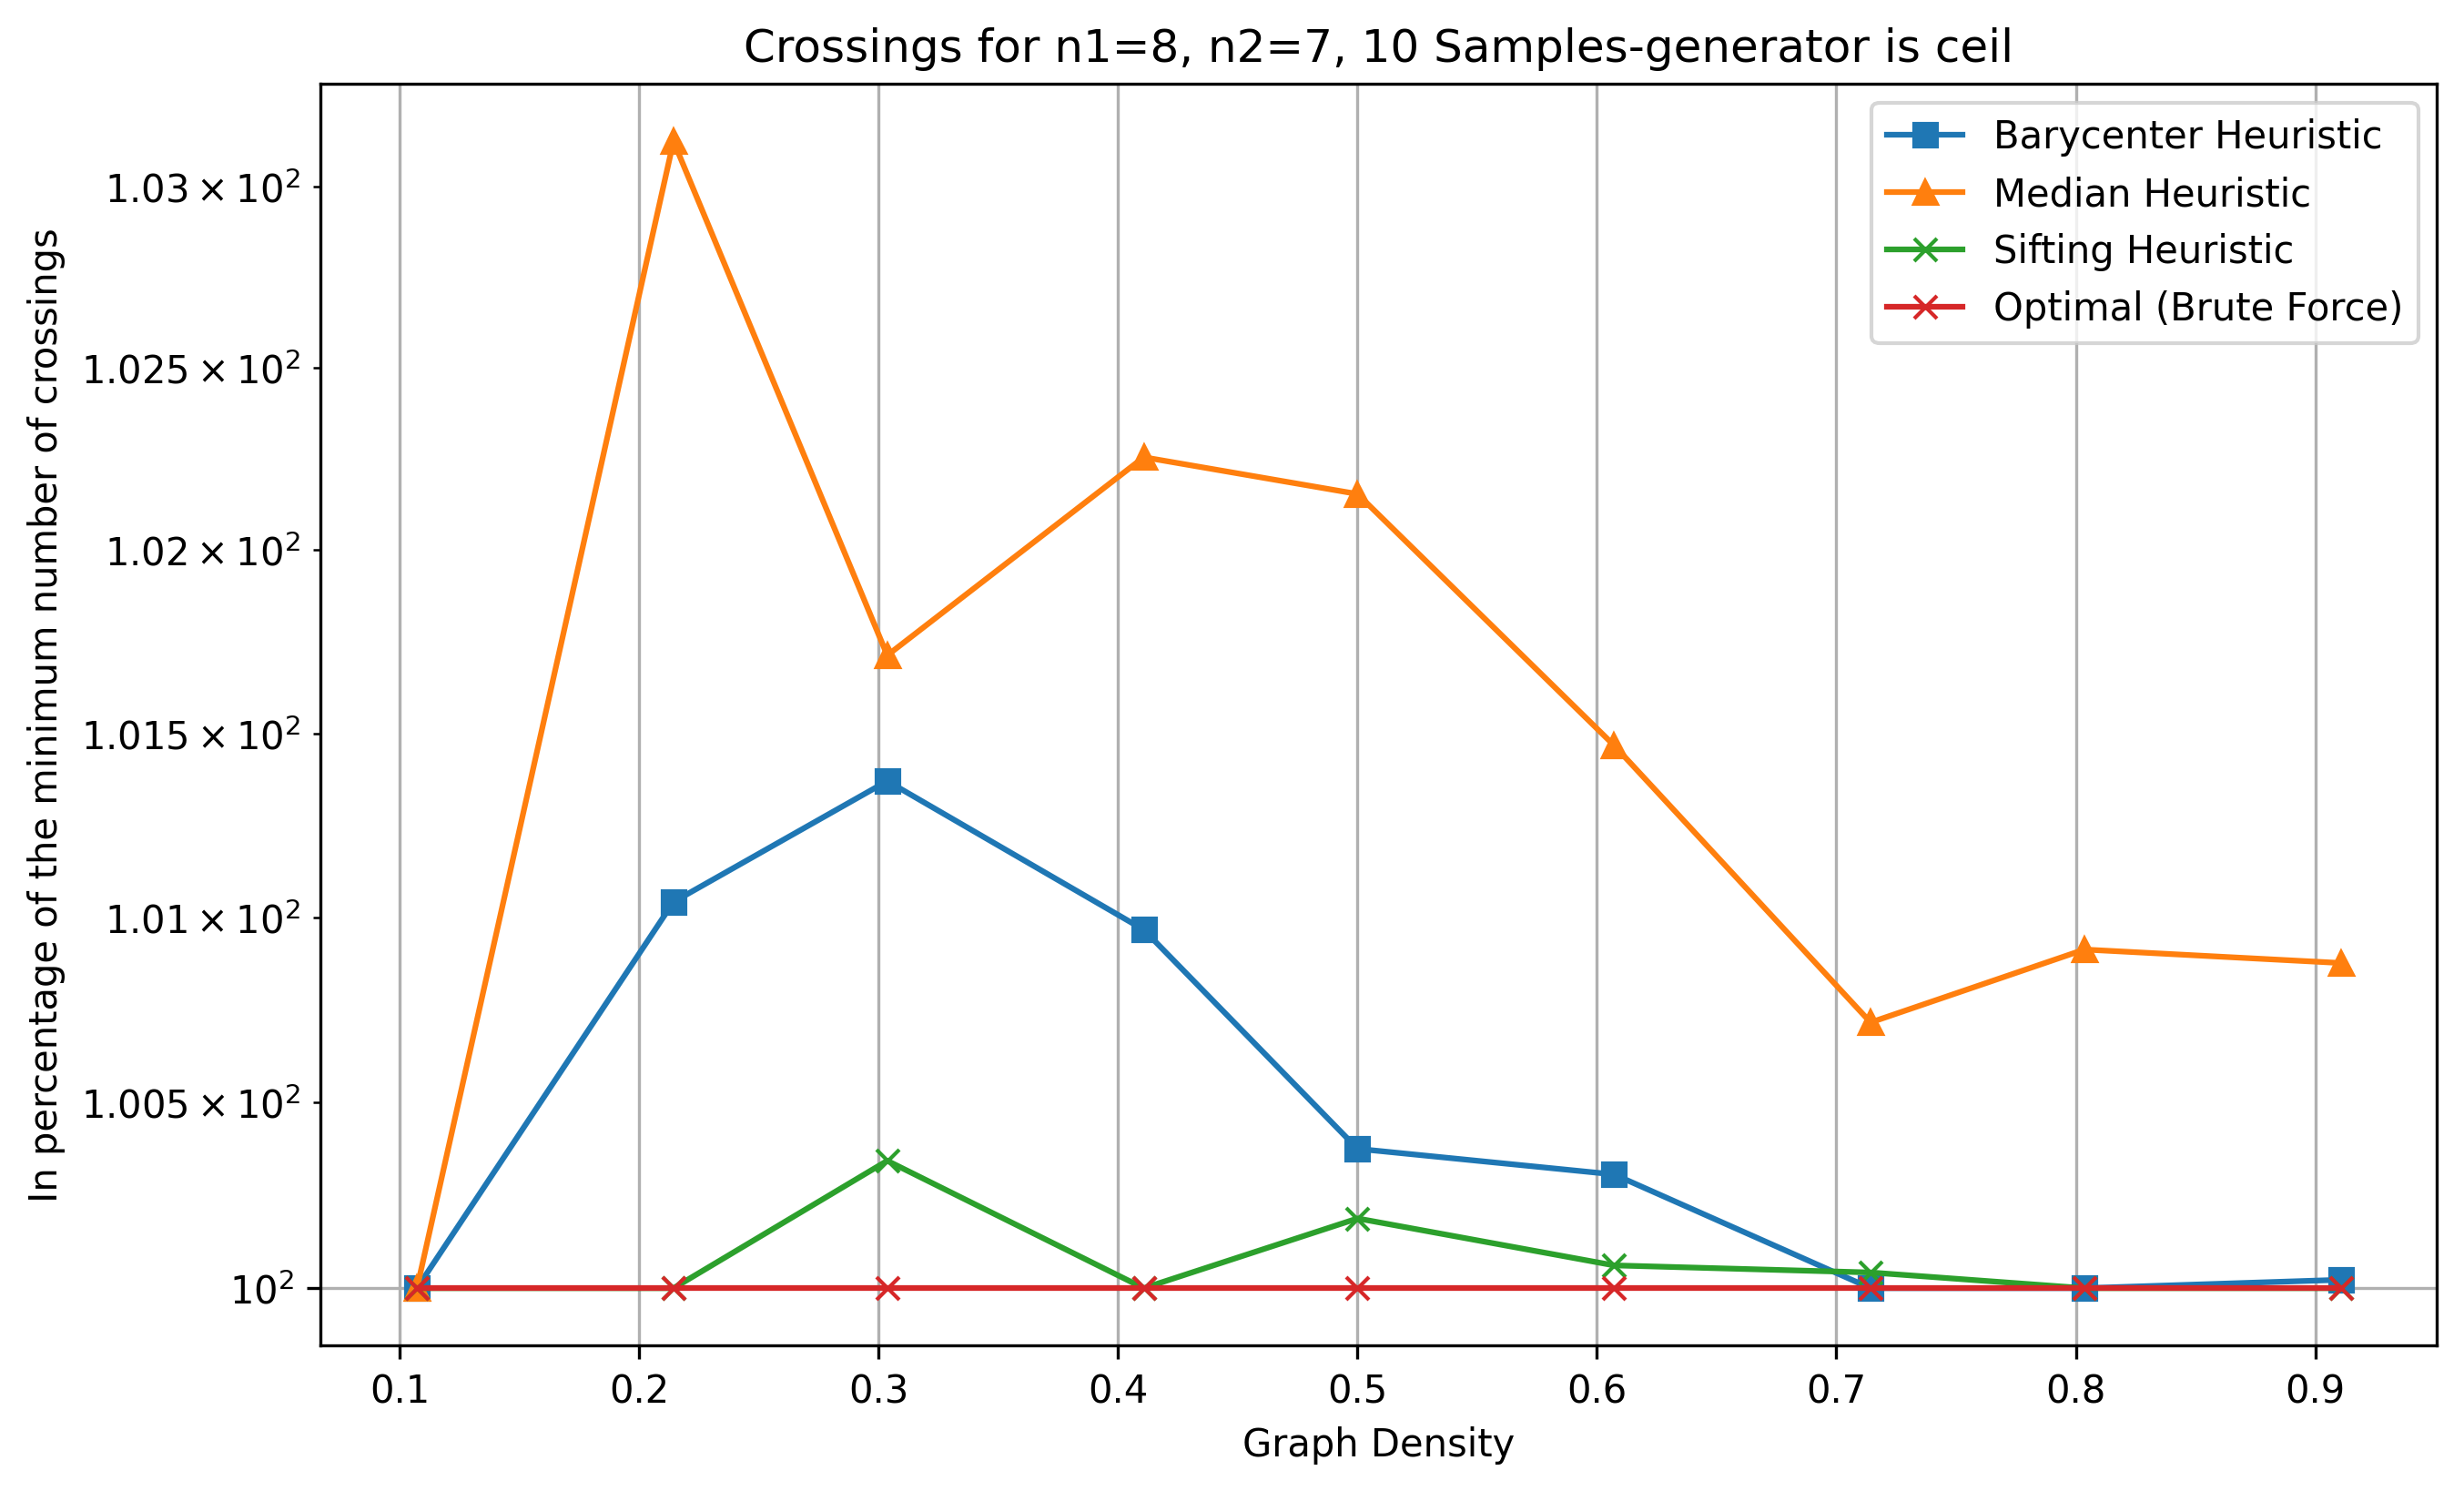 Crossings for n1=8, n2=7, 10 Samples-generator is ceil
In percentage of the minimum number of crossings
1.03 × 10²
1.025 × 10²
1.02 × 10²
1.015 × 10²
1.01 × 10²
1.005 × 10²
10²
Barycenter Heuristic
Median Heuristic
Sifting Heuristic
Optimal (Brute Force)
0.1 0.2 0.3 0.4 0.5 0.6 0.7 0.8 0.9
Graph Density